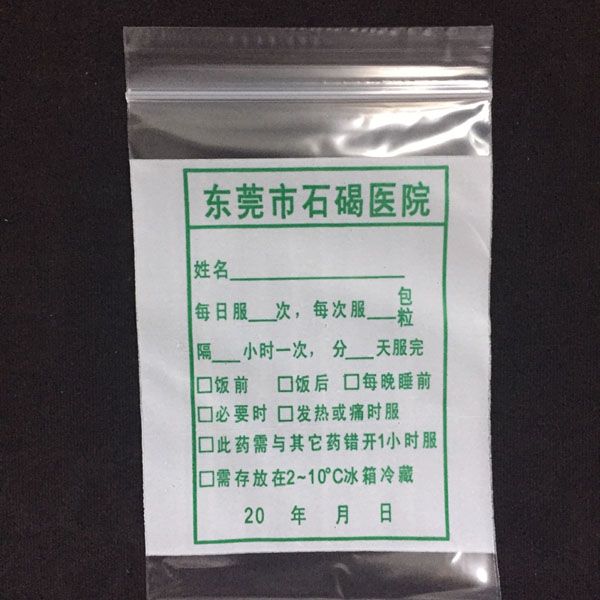 东莞市石碣医院
姓名
每日服___次，每次服___包粒
隔___小时一次，分___天服完
□饭前 □饭后 □每晚睡前
□必要时 □发热或痛时服
□此药需与其它药错开1小时服
□需存放在2~10℃冰箱冷藏
20 年 月 日